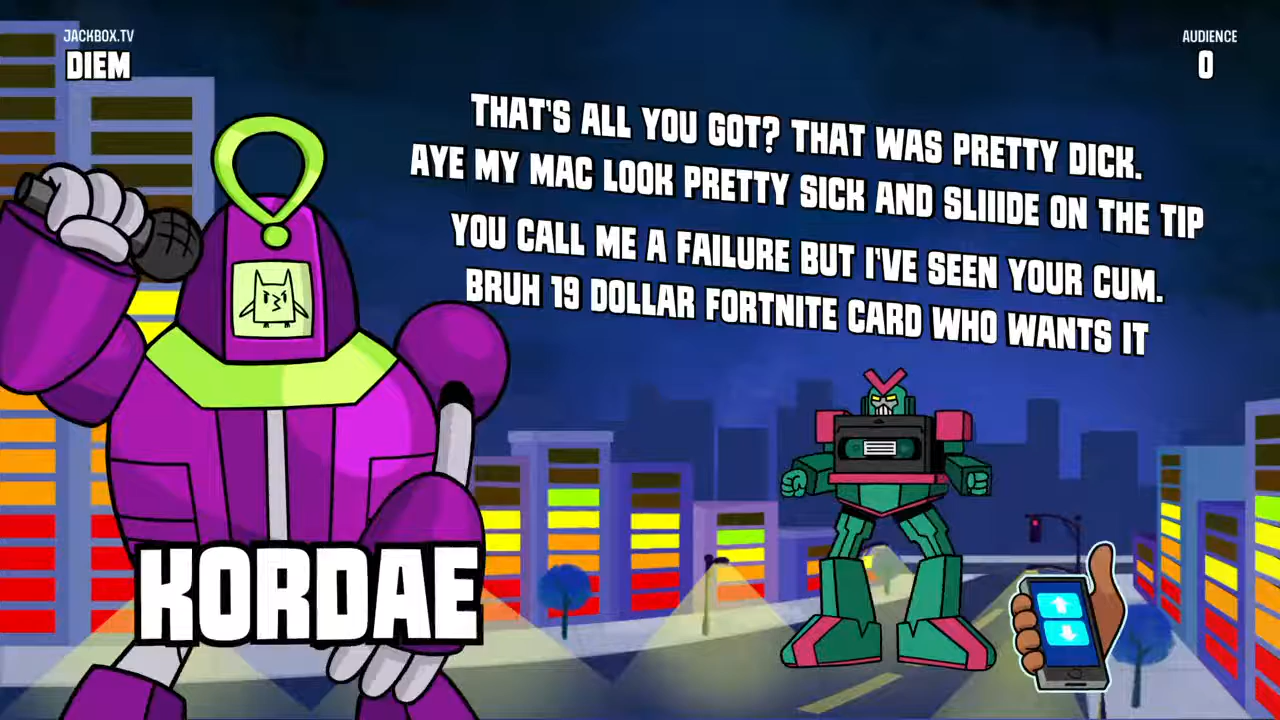 JACKBOX.TV
DIEM
AUDIENCE
0
THAT'S ALL YOU GOT? THAT WAS PRETTY DICK.
AYE MY MAC LOOK PRETTY SICK AND SLIIIDE ON THE TIP
YOU CALL ME A FAILURE BUT I'VE SEEN YOUR CUM.
BRUH 19 DOLLAR FORTNITE CARD WHO WANTS IT
KORDAE